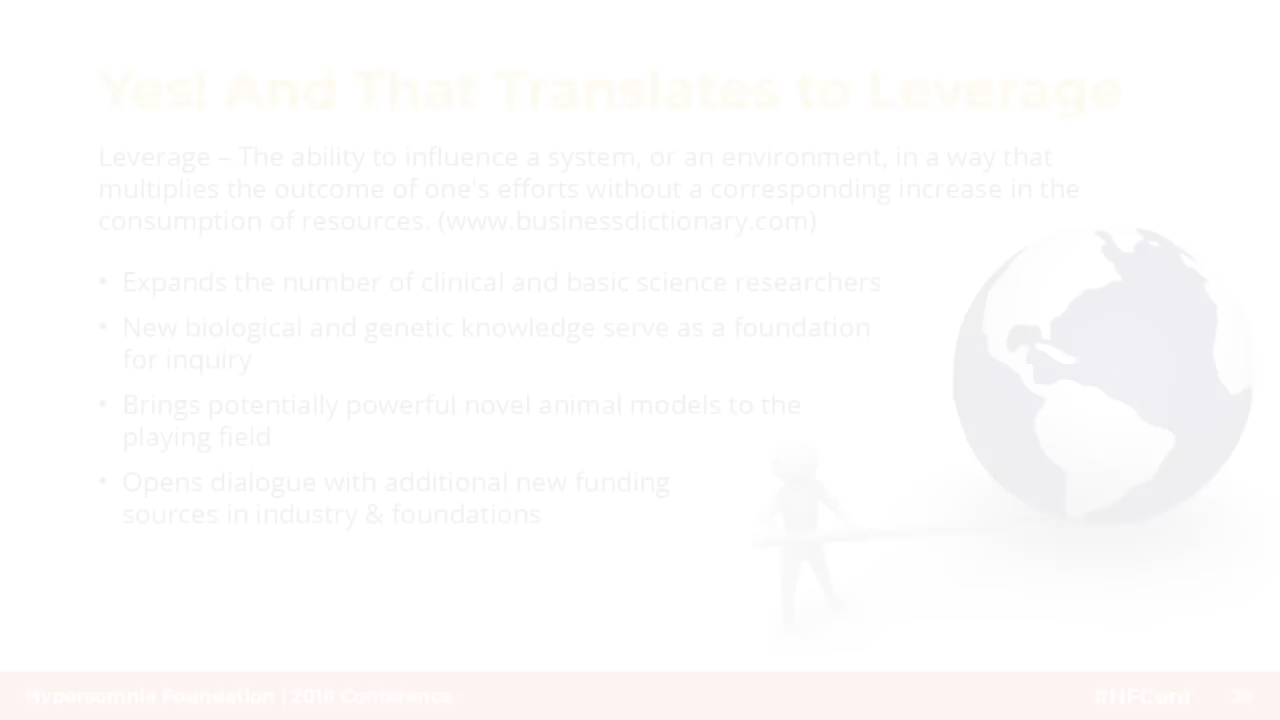 Yes! And That Translates to Leverage
Leverage – The ability to influence a system, or an environment, in a way that
multiplies the outcome of one's efforts without a corresponding increase in the
consumption of resources. (www.businessdictionary.com)
• Expands the number of clinical and basic science researchers
• New biological and genetic knowledge serve as a foundation
for inquiry
• Brings potentially powerful novel animal models to the
playing field
• Opens dialogue with additional new funding
sources in industry & foundations
Hypersomnia Foundation | 2018 Conference
#HFConf